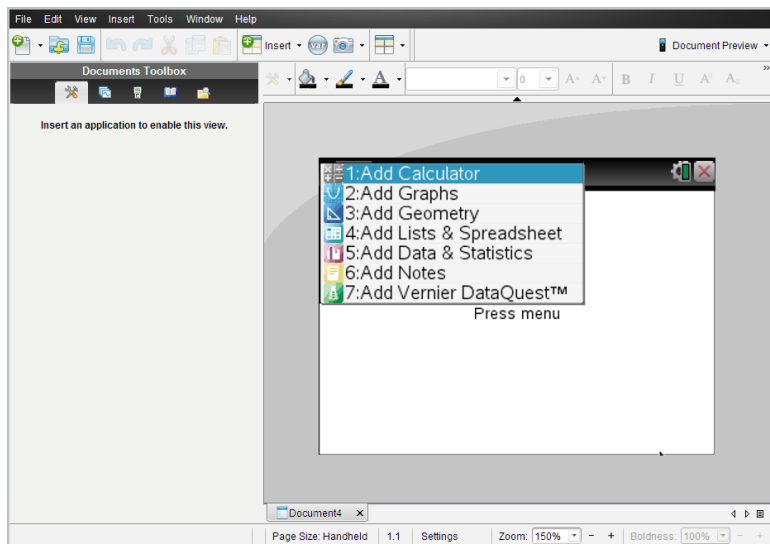 File Edit View Insert Tools Window Help
Insert Document Preview
Documents Toolbox
0 A A B I U A A
Insert an application to enable this view.
1:Add Calculator
2:Add Graphs
3:Add Geometry
4:Add Lists & Spreadsheet
5:Add Data & Statistics
6:Add Notes
7:Add Vernier DataQuest™
Press menu
Document4
Page Size: Handheld 1.1 Settings Zoom: 150% - + Boldness: 100% - +